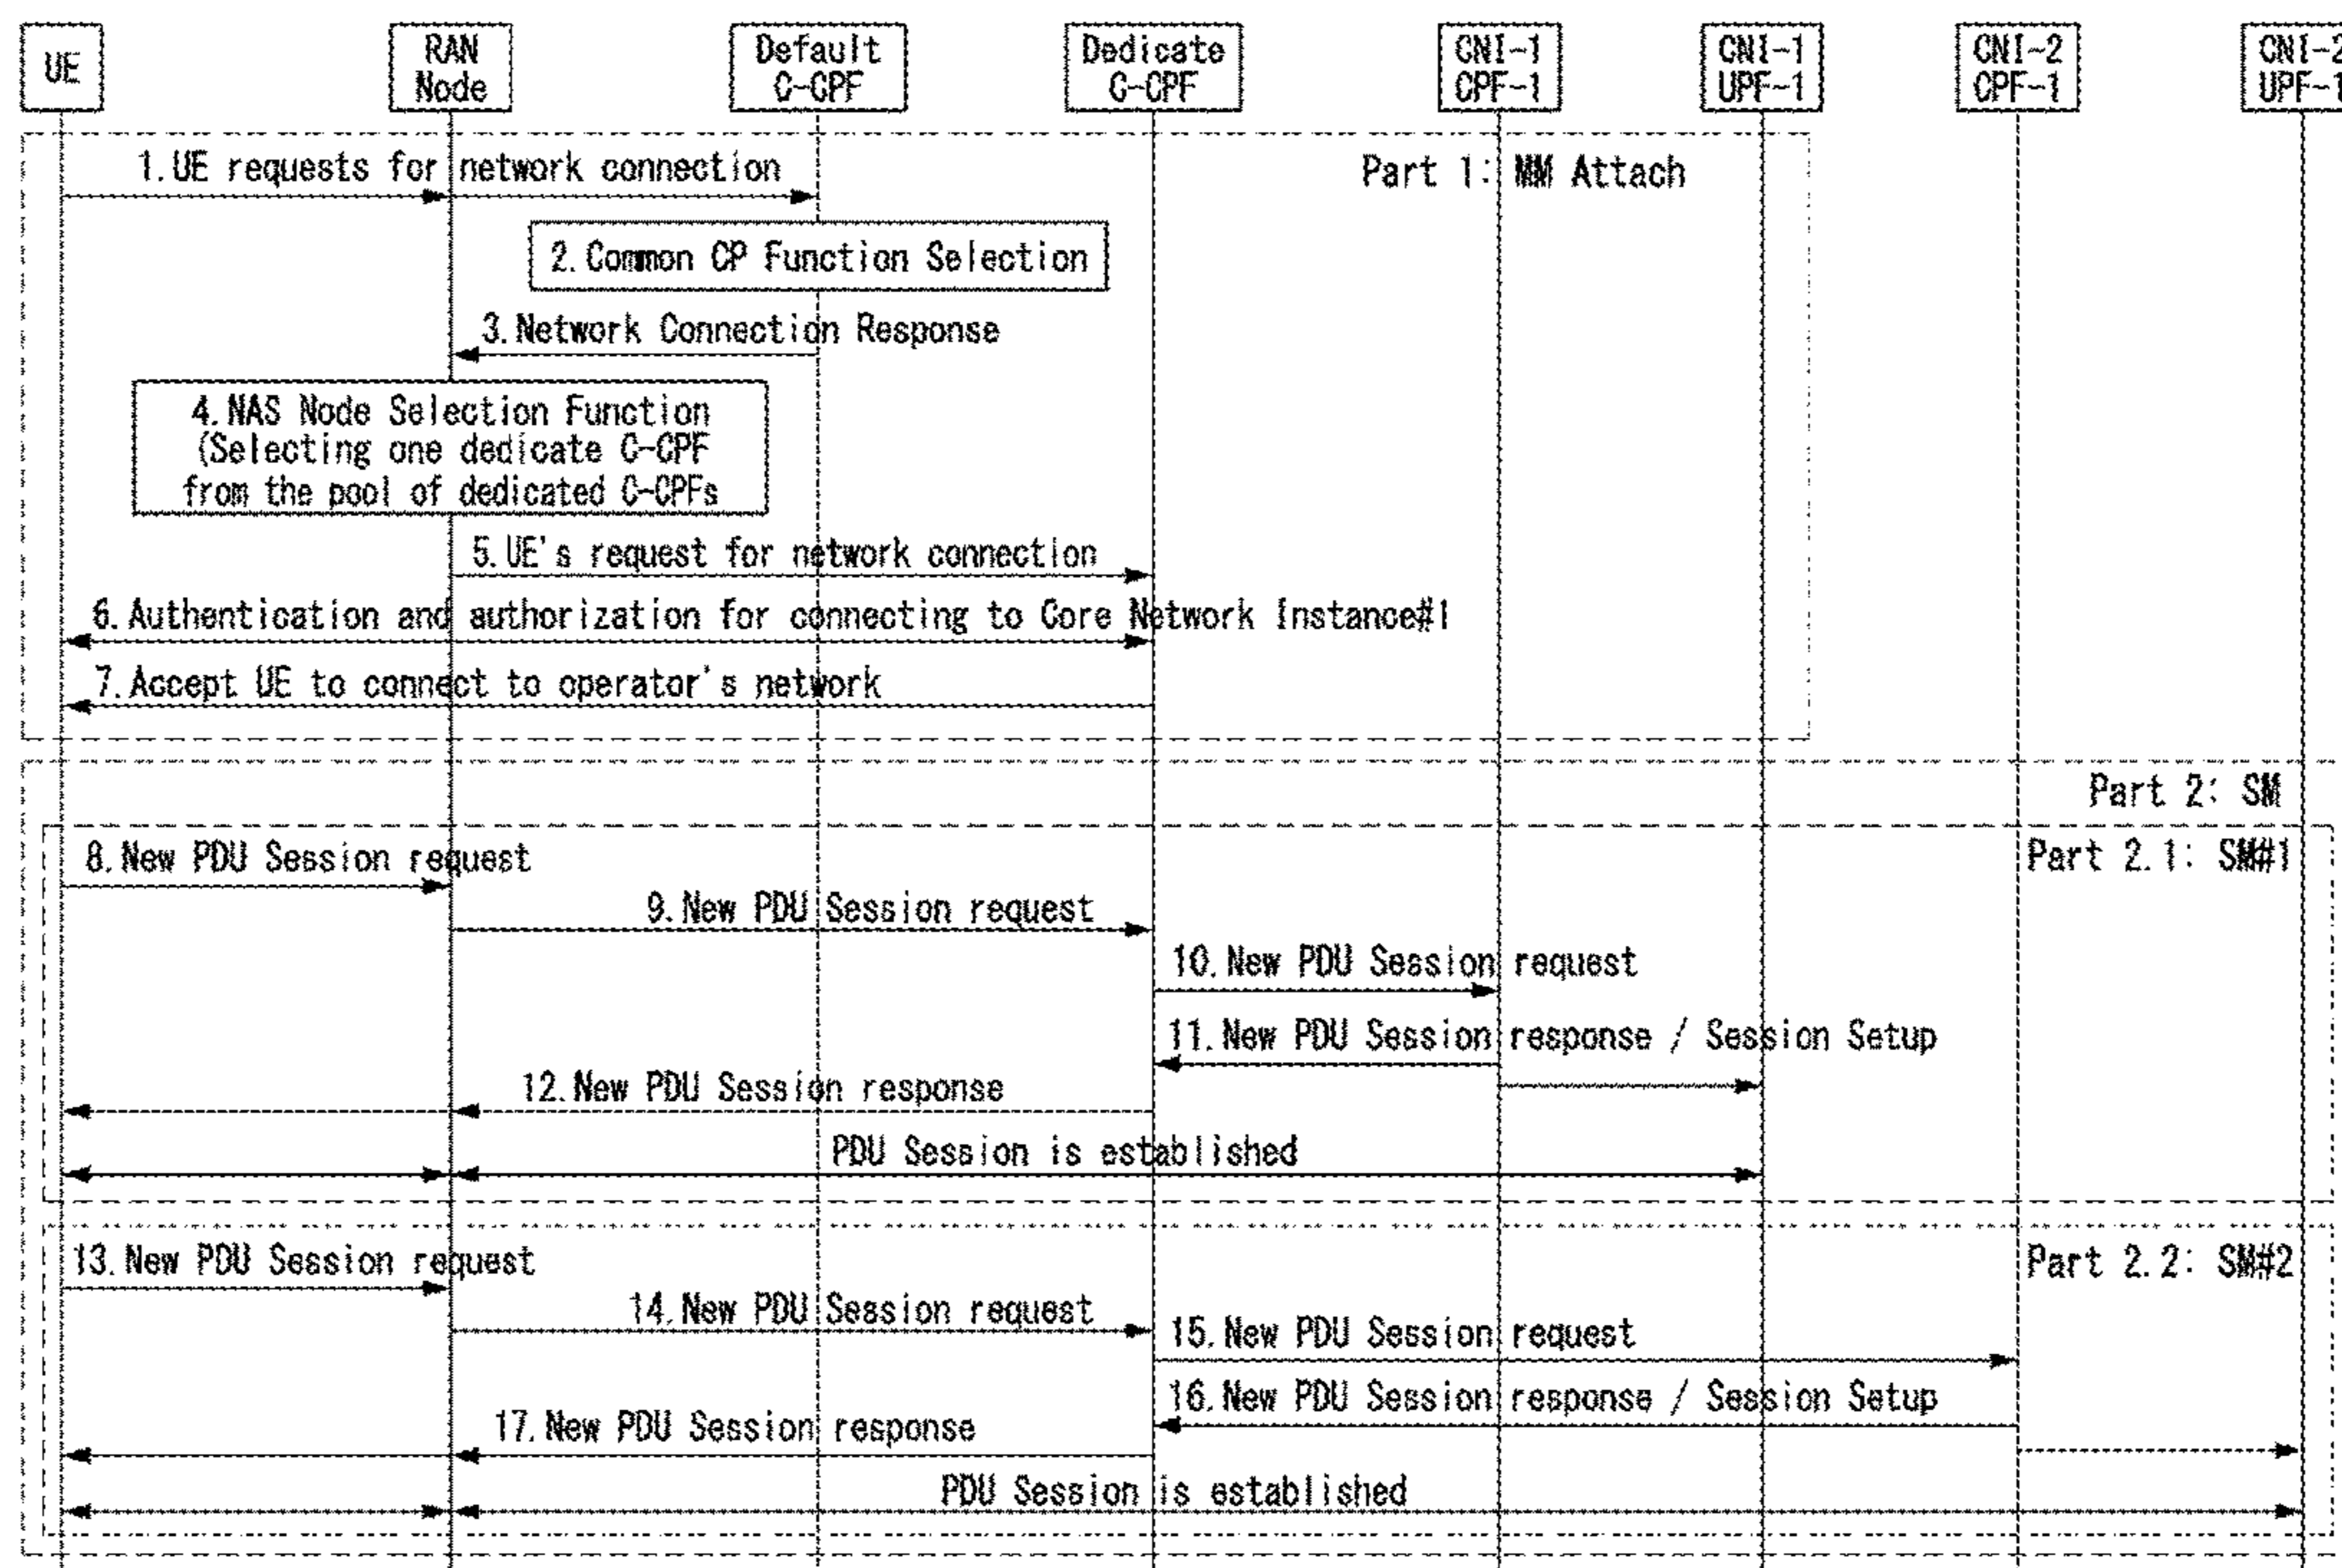 UE
RAN
Node
Default
C-CPF
Dedicate
C-CPF
CNI-1
CPF-1
CNI-1
UPF-1
CNI-2
CPF-1
CNI-2
UPF-1
Part 1: MM Attach
1.UE requests for network connection
2.Common CP Function Selection
3.Network Connection Response
4.NAS Node Selection Function
(Selecting one dedicate C-CPF
from the pool of dedicated C-CPFs
5.UE's request for network connection
6.Authentication and authorization for connecting to Core Network Instance#1
7.Accept UE to connect to operator's network
Part 2: SM
Part 2.1: SM#1
8.New PDU Session request
9.New PDU Session request
10.New PDU Session request
11.New PDU Session response / Session Setup
12.New PDU Session response
PDU Session is established
Part 2.2: SM#2
13.New PDU Session request
14.New PDU Session request
15.New PDU Session request
16.New PDU Session response / Session Setup
17.New PDU Session response
PDU Session is established